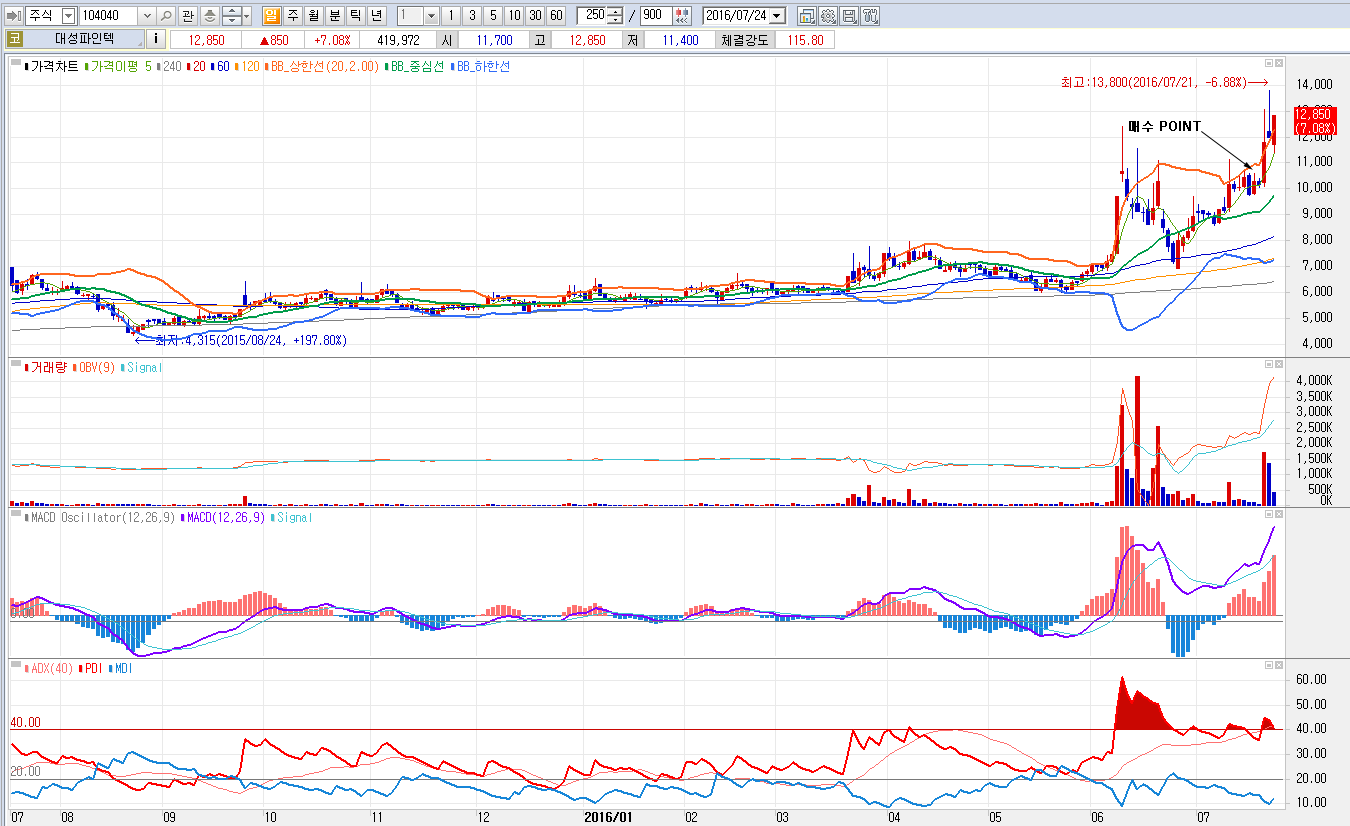 주식 104040 관 일 주 월 분 틱 년 1 1 3 5 10 30 60 250 / 900 2016/07/24
코 대성파인텍 i 12,850 ▲850 +7.08% 419,972 시 11,700 고 12,850 저 11,400 체결강도 115.80
가격차트 가격이평 5 240 20 60 120 BB_상한선(20,2.00) BB_중심선 BB_하한선
최고:13,800(2016/07/21, -6.88%)
14,000
12,850
(7.08%)
매수 POINT
12,000
11,000
10,000
9,000
8,000
7,000
6,000
5,000
최저:4,315(2015/08/24, +197.80%)
4,000
거래량 OBV(9) Signal
4,000K
3,500K
3,000K
2,500K
2,000K
1,500K
1,000K
500K
0K
MACD Oscillator(12,26,9) MACD(12,26,9) Signal
0.00
ADX(40) PDI MDI
60.00
50.00
40.00 40.00
30.00
20.00 20.00
10.00
07 08 09 10 11 12 2016/01 02 03 04 05 06 07